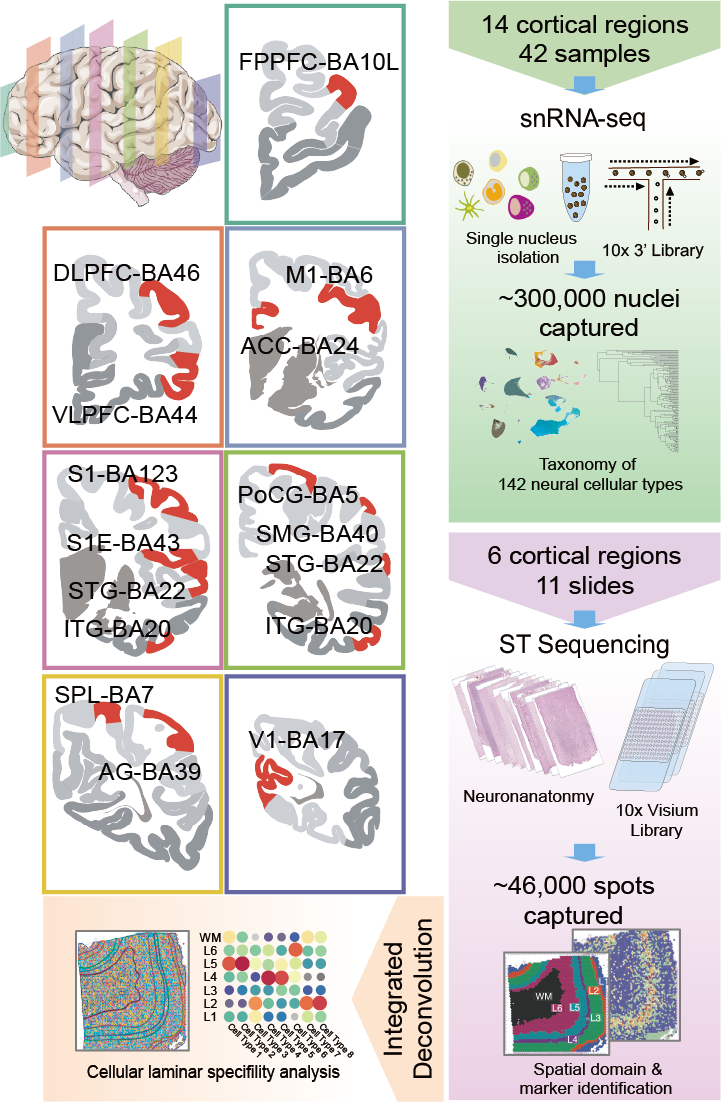 FPPFC-BA10L
DLPFC-BA46
VLPFC-BA44
M1-BA6
ACC-BA24
S1-BA123
S1E-BA43
STG-BA22
ITG-BA20
PoCG-BA5
SMG-BA40
STG-BA22
ITG-BA20
SPL-BA7
AG-BA39
V1-BA17
14 cortical regions
42 samples
snRNA-seq
Single nucleus
isolation
10x 3’ Library
~300,000 nuclei
captured
Taxonomy of
142 neural cellular types
6 cortical regions
11 slides
ST Sequencing
Neuronanatonmy
10x Visium
Library
~46,000 spots
captured
WM
L6
L5
L4
L2
L3
Spatial domain &
marker identification
Integrated
Deconvolution
WM
L6
L5
L4
L3
L2
L1
Cell Type 1
Cell Type 2
Cell Type 3
Cell Type 4
Cell Type 5
Cell Type 6
Cell Type 7
Cell Type 8
Cellular laminar specifility analysis